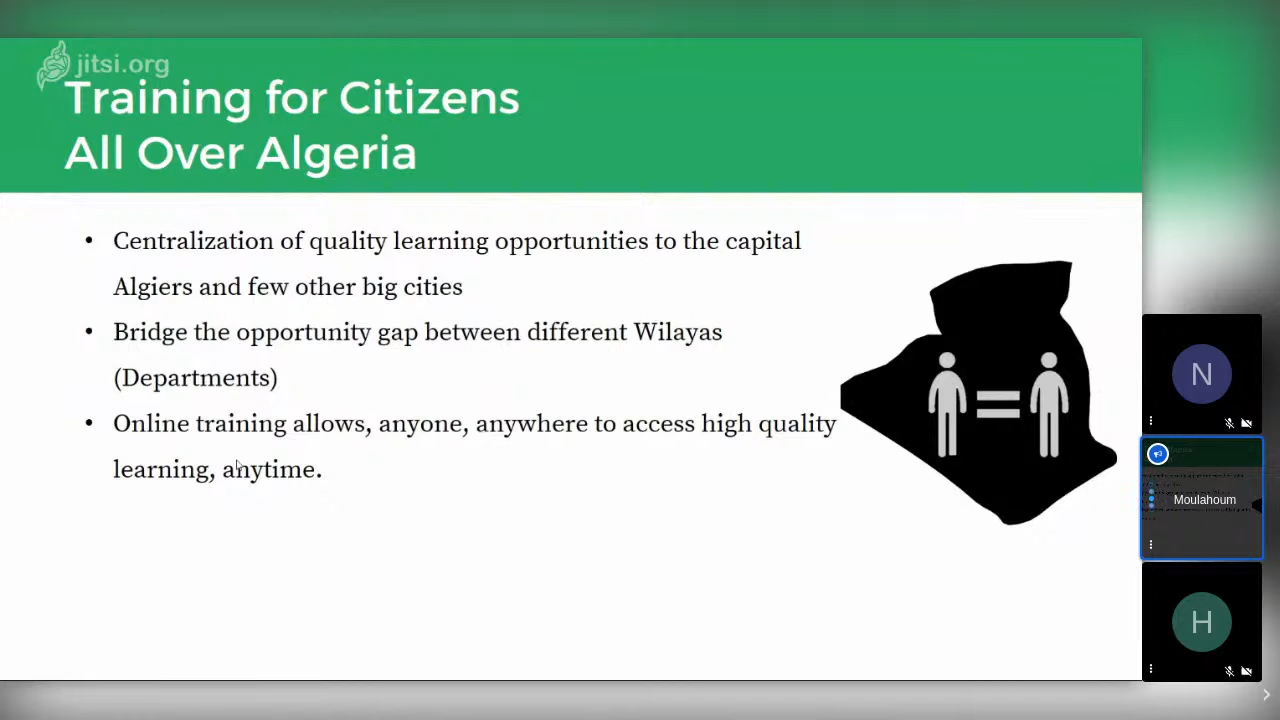 jitsi.org
Training for Citizens
All Over Algeria
• Centralization of quality learning opportunities to the capital
Algiers and few other big cities
• Bridge the opportunity gap between different Wilayas
(Departments)
• Online training allows, anyone, anywhere to access high quality
learning, anytime.
N
Moulahoum
H